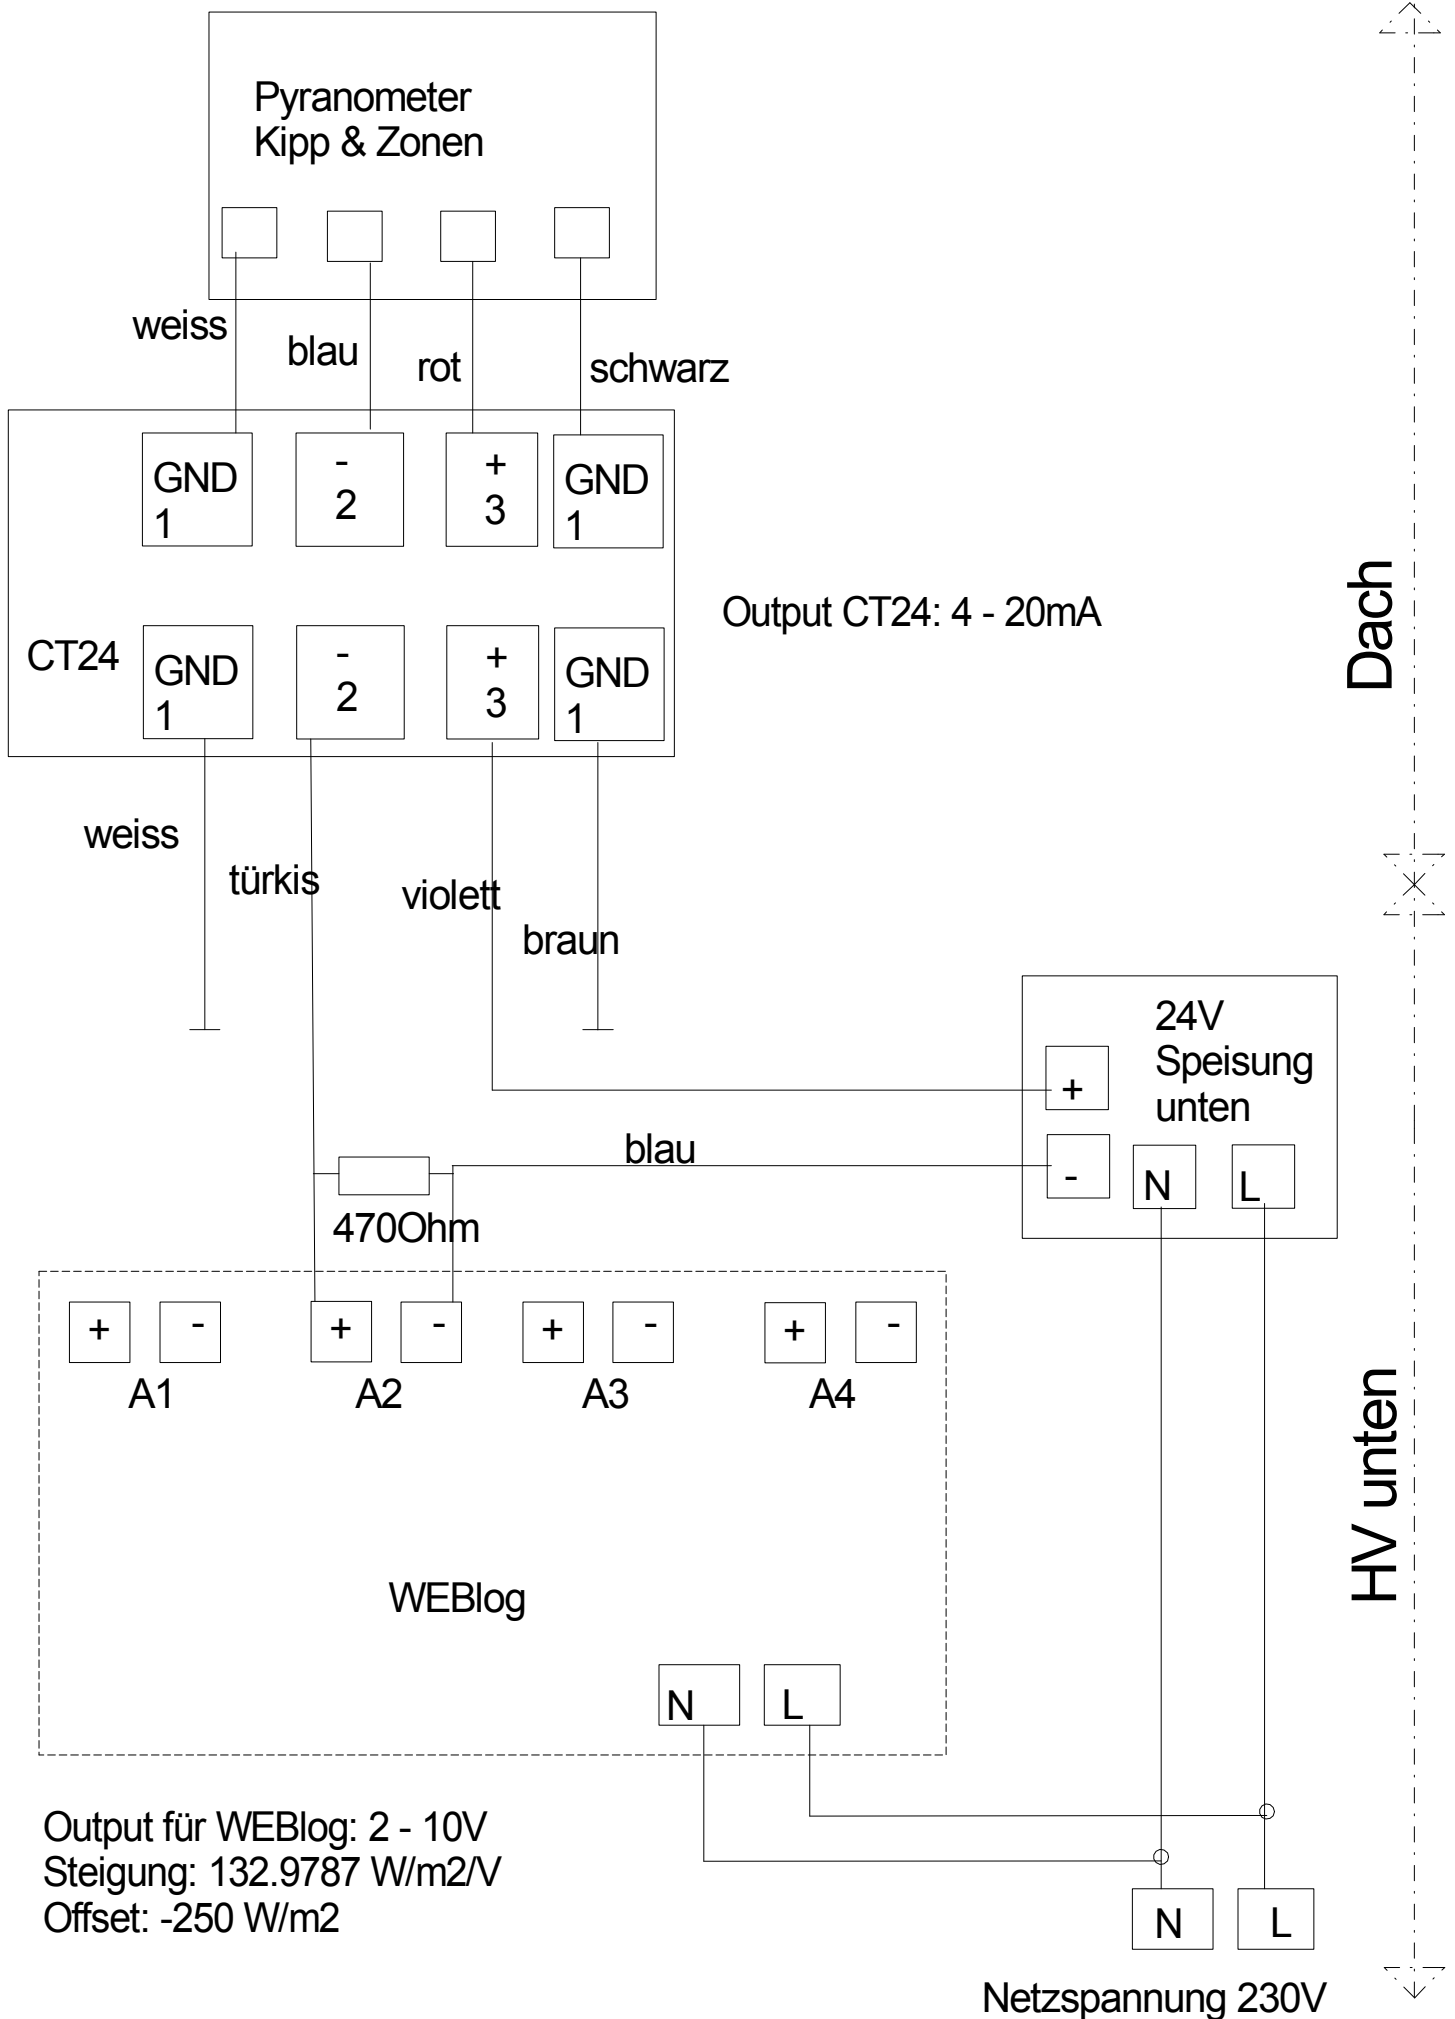 Pyranometer
Kipp & Zonen
weiss
blau
rot
schwarz
GND
1
-
2
+
3
GND
1
Output CT24: 4 - 20mA
CT24
GND
1
-
2
+
3
GND
1
Dach
weiss
türkis
violett
braun
24V
Speisung
unten
+
-
N
L
blau
470Ohm
+
-
+
-
+
-
+
-
A1
A2
A3
A4
HV unten
WEBlog
N
L
Output für WEBlog: 2 - 10V
Steigung: 132.9787 W/m2/V
Offset: -250 W/m2
N
L
Netzspannung 230V